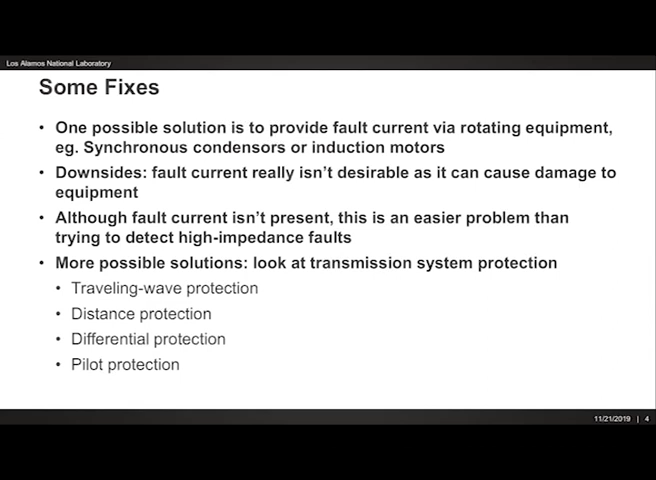 Los Alamos National Laboratory
Some Fixes
• One possible solution is to provide fault current via rotating equipment,
eg. Synchronous condensors or induction motors
• Downsides: fault current really isn't desirable as it can cause damage to
equipment
• Although fault current isn't present, this is an easier problem than
trying to detect high-impedance faults
• More possible solutions: look at transmission system protection
• Traveling-wave protection
• Distance protection
• Differential protection
• Pilot protection
11/21/2019 | 4